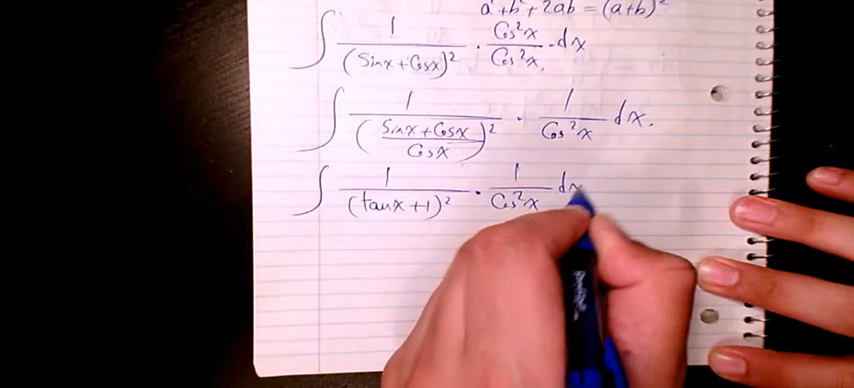 a²+b²+2ab = (a+b)²
∫ 1/(Sinx+Cosx)² · Cos²x/Cos²x · dx
∫ 1/((Sinx+Cosx)/Cosx)² · 1/Cos²x dx.
∫ 1/(tanx+1)² · 1/Cos²x dx